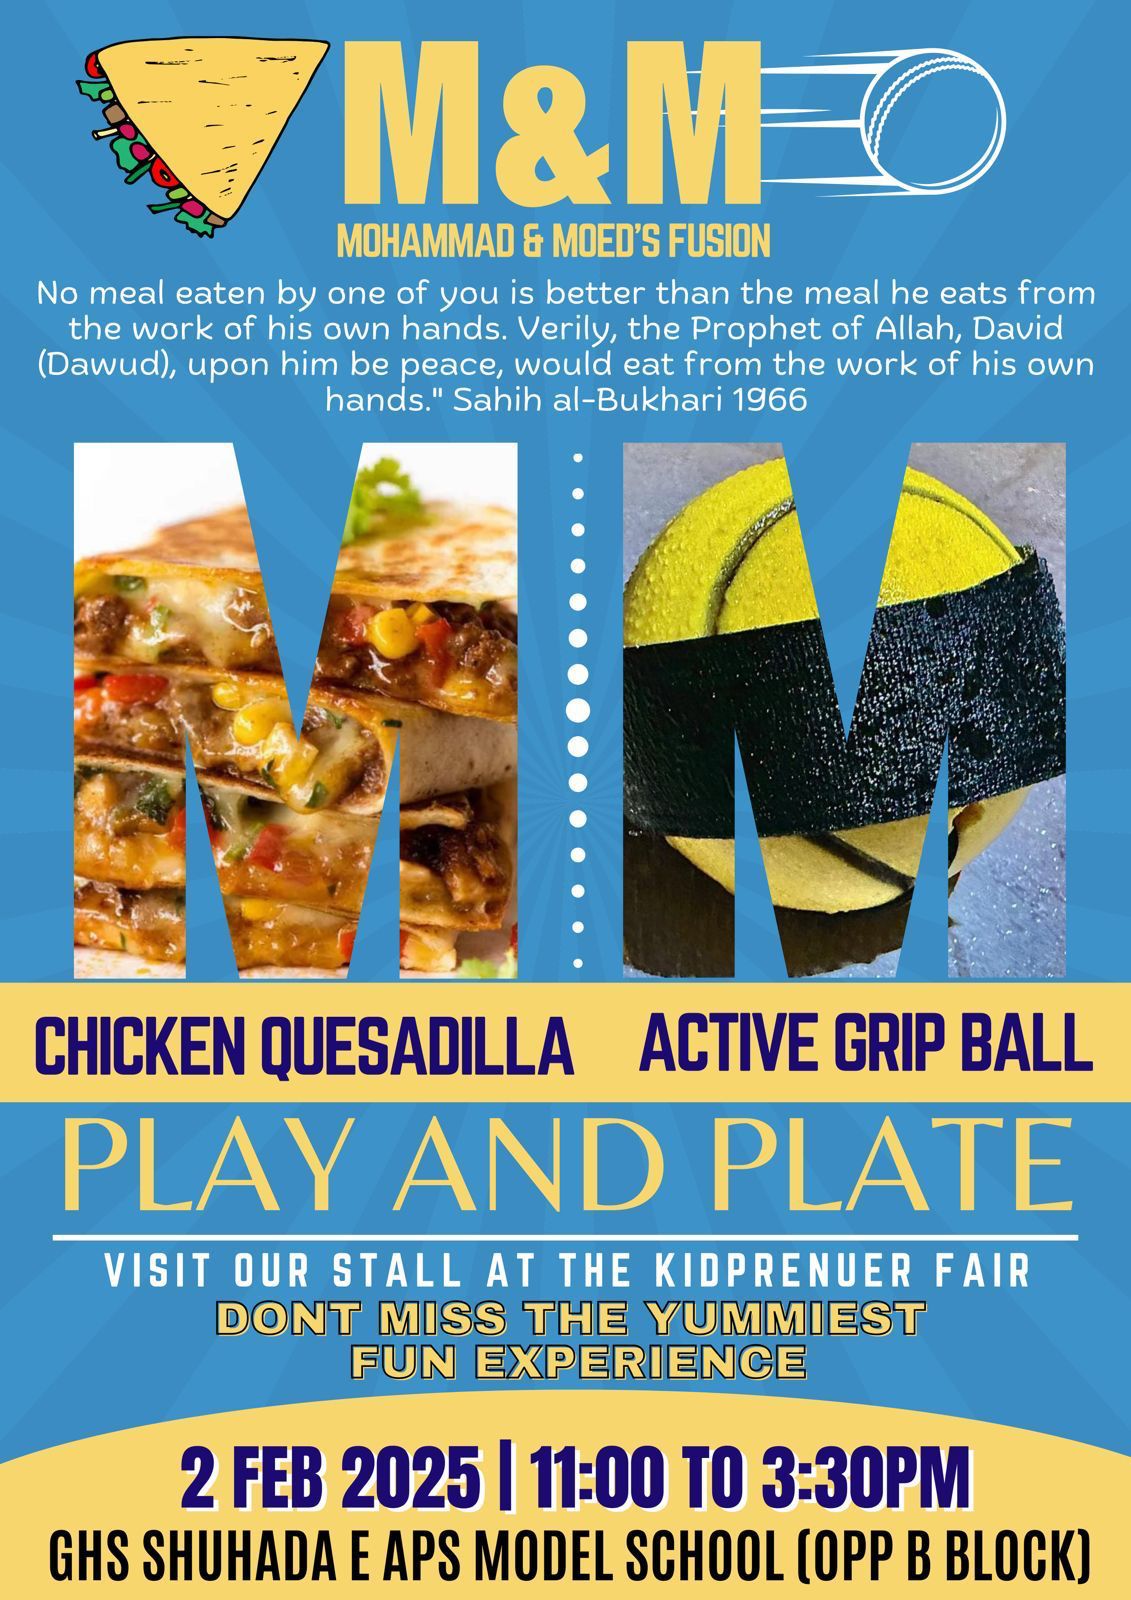 M&M
MOHAMMAD & MOED'S FUSION
No meal eaten by one of you is better than the meal he eats from
the work of his own hands. Verily, the Prophet of Allah, David
(Dawud), upon him be peace, would eat from the work of his own
hands." Sahih al-Bukhari 1966
M M
CHICKEN QUESADILLA ACTIVE GRIP BALL
PLAY AND PLATE
VISIT OUR STALL AT THE KIDPRENUER FAIR
DONT MISS THE YUMMIEST
FUN EXPERIENCE
2 FEB 2025 | 11:00 TO 3:30PM
GHS SHUHADA E APS MODEL SCHOOL (OPP B BLOCK)